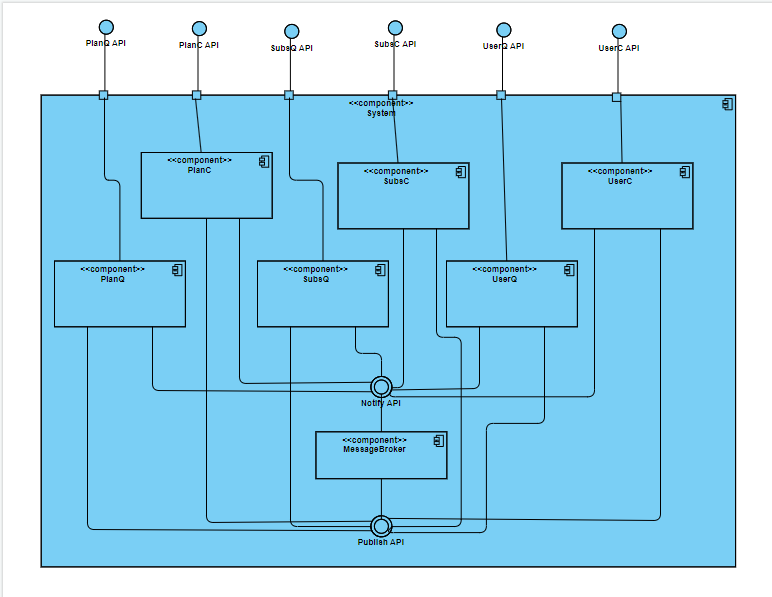 PlanQ API
PlanC API
SubsQ API
SubsC API
UserQ API
UserC API
<<component>>
System
<<component>>
PlanC
<<component>>
SubsC
<<component>>
UserC
<<component>>
PlanQ
<<component>>
SubsQ
<<component>>
UserQ
Notify API
<<component>>
MessageBroker
Publish API